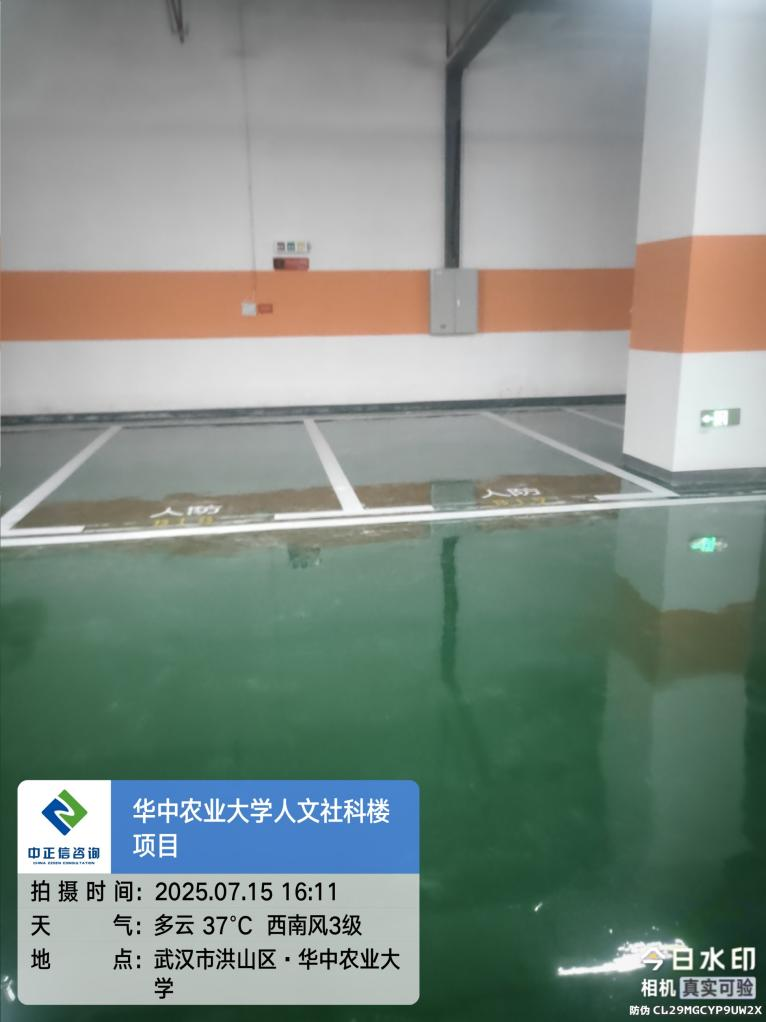 人防
人防
华中农业大学人文社科楼
项目
中正信咨询
CHINA ZZXIN CONSULTATION
拍摄时间：2025.07.15 16:11
天气：多云 37℃ 西南风3级
地点：武汉市洪山区·华中农业大
学
今日水印
相机 真实可验
防伪 CL29MGCYP9UW2X